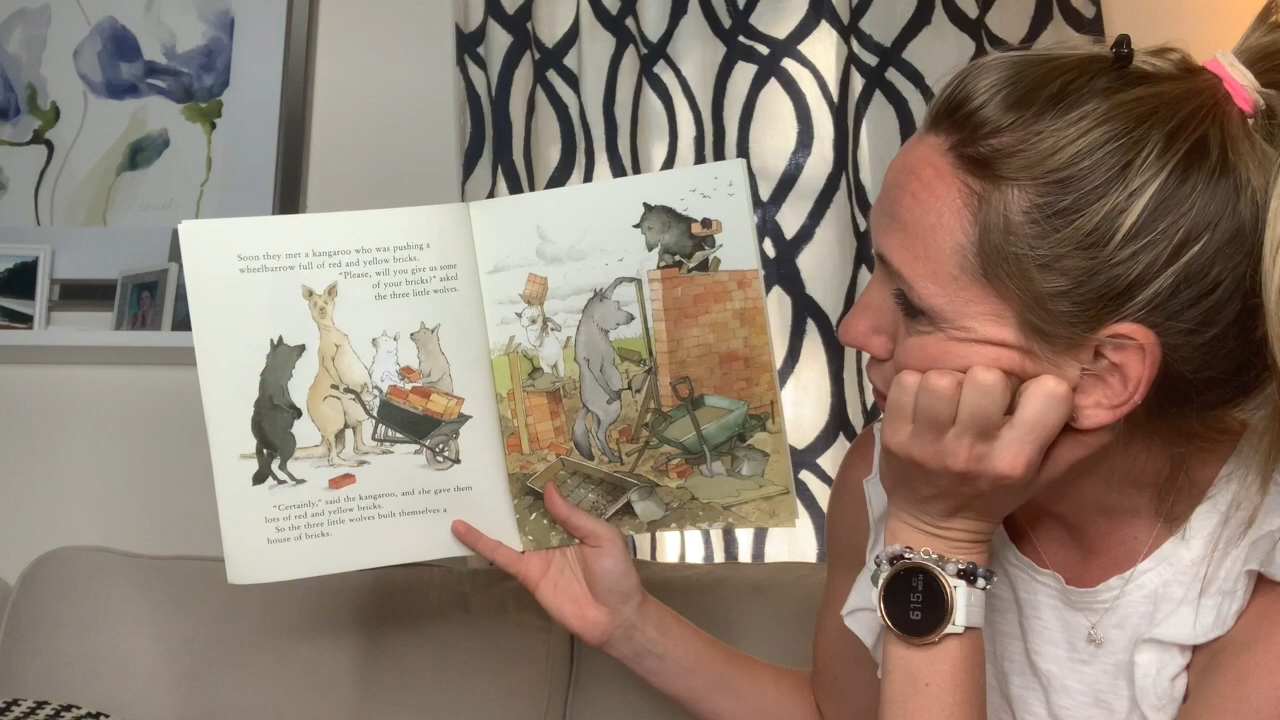 Soon they met a kangaroo who was pushing a
wheelbarrow full of red and yellow bricks.
"Please, will you give us some
of your bricks?" asked
the three little wolves.
"Certainly," said the kangaroo, and she gave them
lots of red and yellow bricks.
So the three little wolves built themselves a
house of bricks.
615